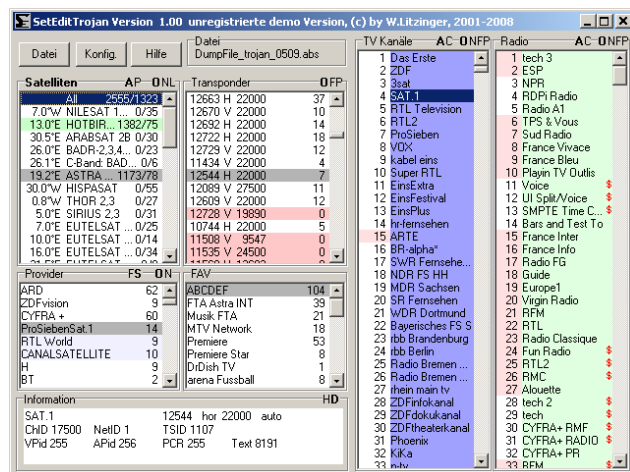 SetEditTrojan Version 1.00 unregistrierte demo Version, (c) by W.Litzinger, 2001-2008
Datei Konfig. Hilfe
Datei
DumpFile_trojan_0509.abs
Satelliten AP ONL
All 2555/1323
7.0°W NILESAT 1... 0/35
13.0°E HOTBIR... 1382/75
30.5°E ARABSAT 2B 0/30
26.0°E BADR-2,3,4... 0/23
26.1°E C-Band: BAD... 0/6
19.2°E ASTRA ... 1173/78
30.0°W HISPASAT 0/55
0.8°W THOR 2,3 0/27
5.0°E SIRIUS 2,3 0/31
7.0°E EUTELSAT ... 0/25
10.0°E EUTELSAT ... 0/14
16.0°E EUTELSAT ... 0/34
Transponder OFP
12663 H 22000 37
12670 V 22000 10
12692 H 22000 14
12722 H 22000 18
12729 V 22000 12
11434 V 22000 4
12544 H 22000 7
12089 V 27500 11
12609 V 22000 12
12728 V 19890 0
10744 H 22000 5
11508 V 9547 0
11535 V 24500 0
Provider FS ON
ARD 62
ZDFvision 9
CYFRA + 60
ProSiebenSat.1 14
RTL World 9
CANALSATELLITE 10
H 9
BT 2
FAV
ABCDEF 104
FTA Astra INT 39
Musik FTA 21
MTV Network 18
Premiere 53
Premiere Star 8
DrDish TV 1
arena Fussball 8
Information HD
SAT.1 12544 hor 22000 auto
ChID 17500 NetID 1 TSID 1107
VPid 255 APid 256 PCR 255 Text 8191
TV Kanäle AC ONFP
1 Das Erste
2 ZDF
3 3sat
4 SAT.1
5 RTL Television
6 RTL2
7 ProSieben
8 VOX
9 kabel eins
10 Super RTL
11 EinsExtra
12 EinsFestival
13 EinsPlus
14 hr-fernsehen
15 ARTE
16 BR-alpha*
17 SWR Fernsehe...
18 NDR FS HH
19 MDR Sachsen
20 SR Fernsehen
21 WDR Dortmund
22 Bayerisches FS S
23 rbb Brandenburg
24 rbb Berlin
25 Radio Bremen ...
26 Radio Bremen ...
27 rhein main tv
28 ZDFinfokanal
29 ZDFdokukanal
30 ZDFtheaterkanal
31 Phoenix
32 KiKa
33 n-tv
Radio AC ONFP
1 tech 3
2 ESP
3 NPR
4 RDPi Radio
5 Radio A1
6 TPS & Vous
7 Sud Radio
8 France Vivace
9 France Bleu
10 Playin TV Outlis
11 Voice $
12 UI Split/Voice $
13 SMPTE Time C... $
14 Bars and Test To
15 France Inter
16 France Info
17 Radio FG
18 Guide
19 Europe1
20 Virgin Radio
21 RFM
22 RTL
23 Radio Classique
24 Fun Radio $
25 RTL2 $
26 RMC $
27 Alouette
28 tech 2 $
29 tech $
30 CYFRA+ RMF $
31 CYFRA+ RADIO $
32 CYFRA+ PR
33 RFM $